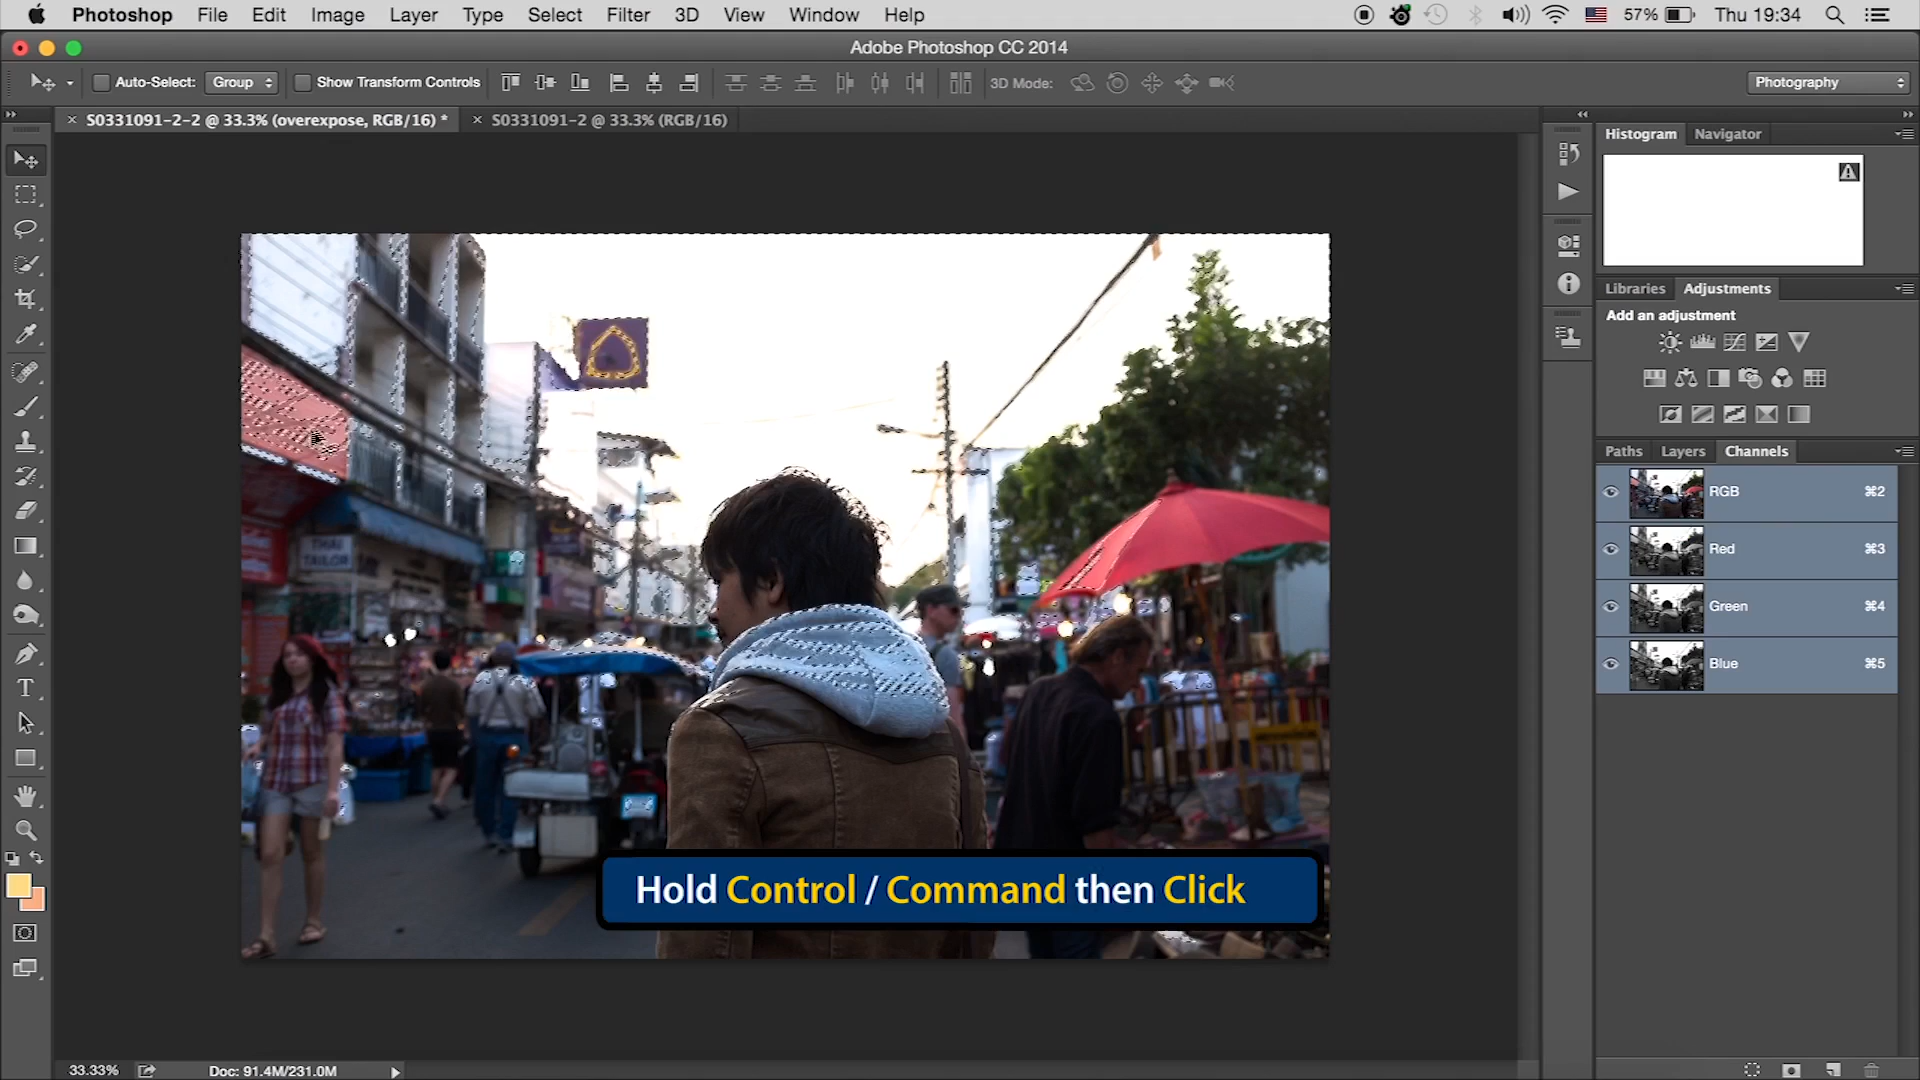 Photoshop File Edit Image Layer Type Select Filter 3D View Window Help 57% Thu 19:34
Adobe Photoshop CC 2014
Auto-Select: Group Show Transform Controls 3D Mode: Photography
× S0331091-2-2 @ 33.3% (overexpose, RGB/16) * × S0331091-2 @ 33.3% (RGB/16)
Histogram Navigator
Libraries Adjustments
Add an adjustment
Paths Layers Channels
RGB ⌘2
Red ⌘3
Green ⌘4
Blue ⌘5
THAI
TAILOR
Hold Control / Command then Click
33.33% Doc: 91.4M/231.0M